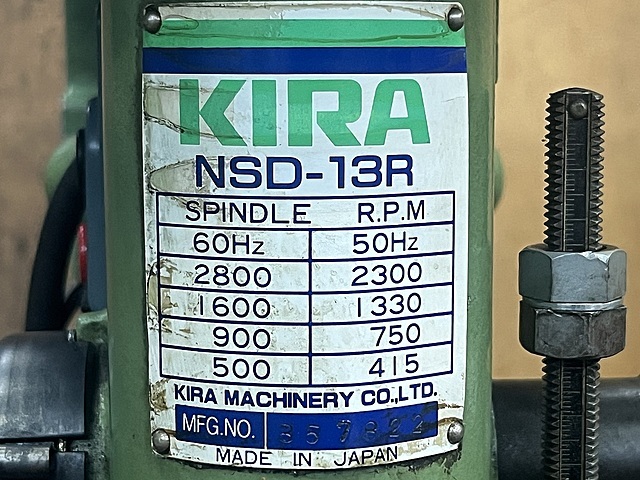 KIRA
NSD-13R
SPINDLE R.P.M
60Hz 50Hz
2800 2300
1600 1330
900 750
500 415
KIRA MACHINERY CO.,LTD.
MFG.NO. 357822
MADE IN JAPAN